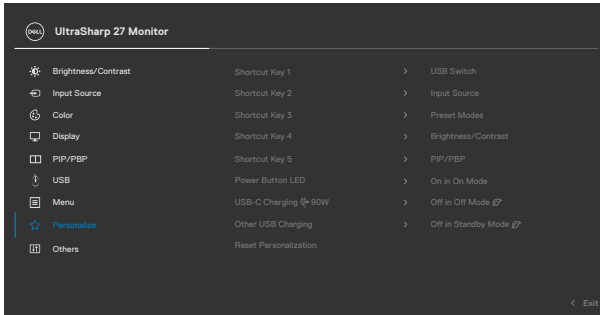 DELL UltraSharp 27 Monitor
Brightness/Contrast Shortcut Key 1 > USB Switch
Input Source Shortcut Key 2 > Input Source
Color Shortcut Key 3 > Preset Modes
Display Shortcut Key 4 > Brightness/Contrast
PIP/PBP Shortcut Key 5 > PIP/PBP
USB Power Button LED > On in On Mode
Menu USB-C Charging 90W > Off in Off Mode
Personalize Other USB Charging > Off in Standby Mode
Others Reset Personalization
< Exit